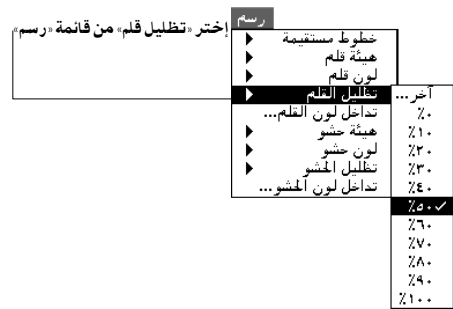 إختر «تظليل قلم» من قائمة «رسم»
رسم
خطوط مستقيمة
هيئة قلم
لون قلم
تظليل القلم
تداخل لون القلم...
هيئة حشو
لون حشو
تظليل الحشو
تداخل لون الحشو...
آخر...
٪٠
٪١٠
٪٢٠
٪٣٠
٪٤٠
٪٥٠ ✓
٪٦٠
٪٧٠
٪٨٠
٪٩٠
٪١٠٠